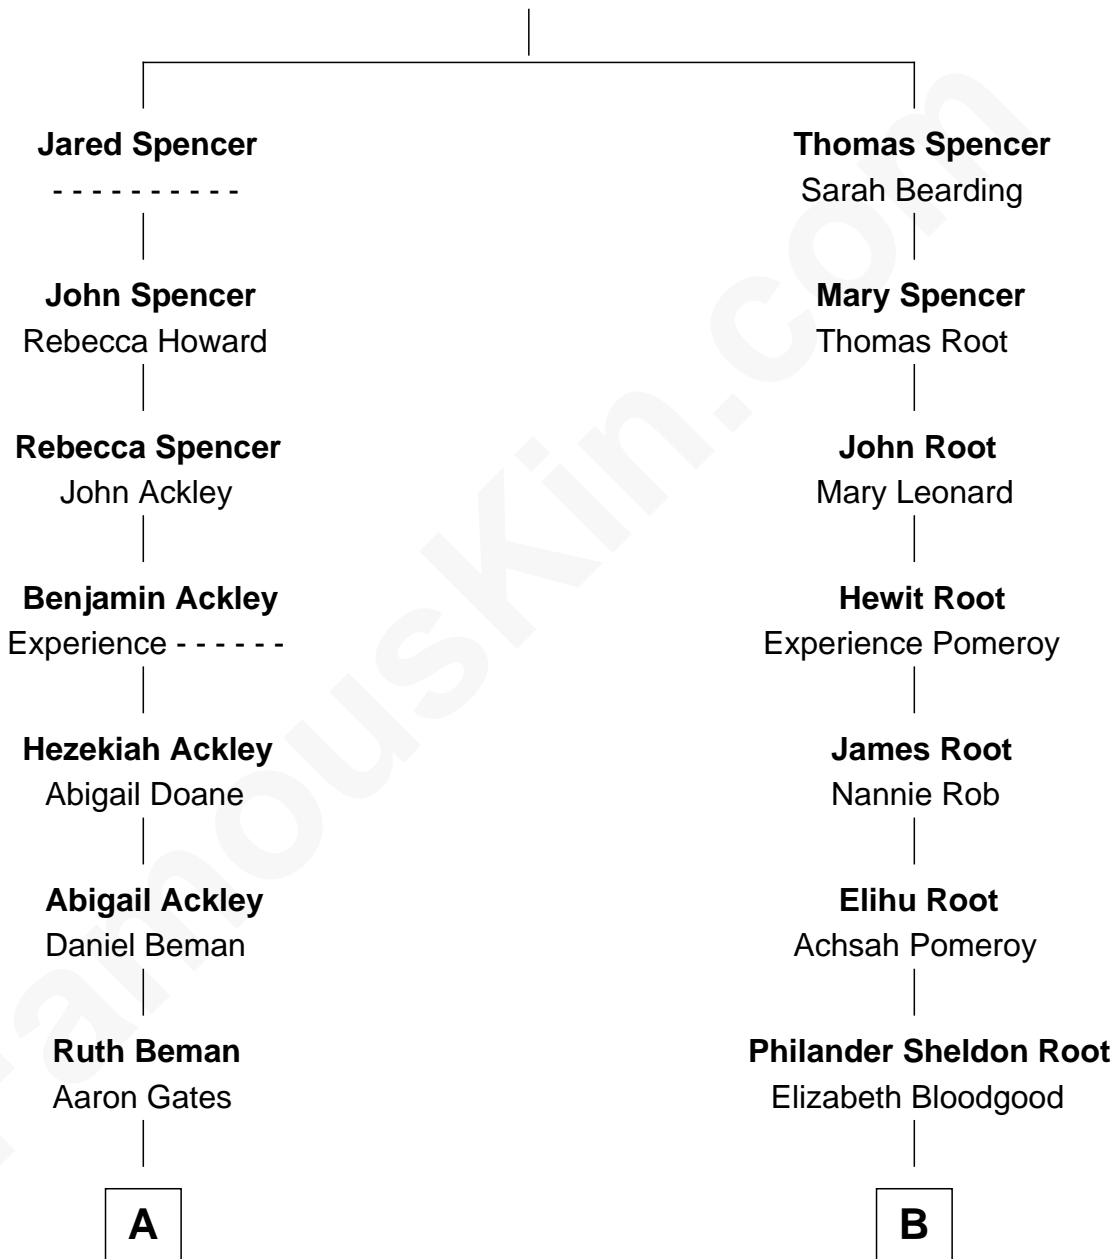 Jared Spencer
- - - - - - - - - -
John Spencer
Rebecca Howard
Rebecca Spencer
John Ackley
Benjamin Ackley
Experience - - - - - -
Hezekiah Ackley
Abigail Doane
Abigail Ackley
Daniel Beman
Ruth Beman
Aaron Gates
A
Thomas Spencer
Sarah Bearding
Mary Spencer
Thomas Root
John Root
Mary Leonard
Hewit Root
Experience Pomeroy
James Root
Nannie Rob
Elihu Root
Achsah Pomeroy
Philander Sheldon Root
Elizabeth Bloodgood
B
FamousKin.com